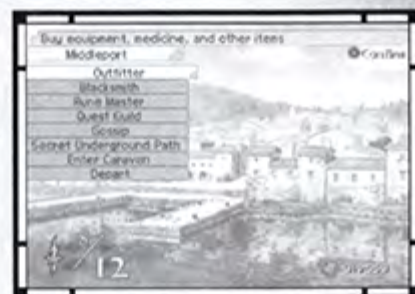 Buy equipment, medicine, and other items
Middleport
Confirm
Outfitter
Blacksmith
Rune Master
Quest Guild
Gossip
Secret Underground Path
Enter Caravan
Depart
12